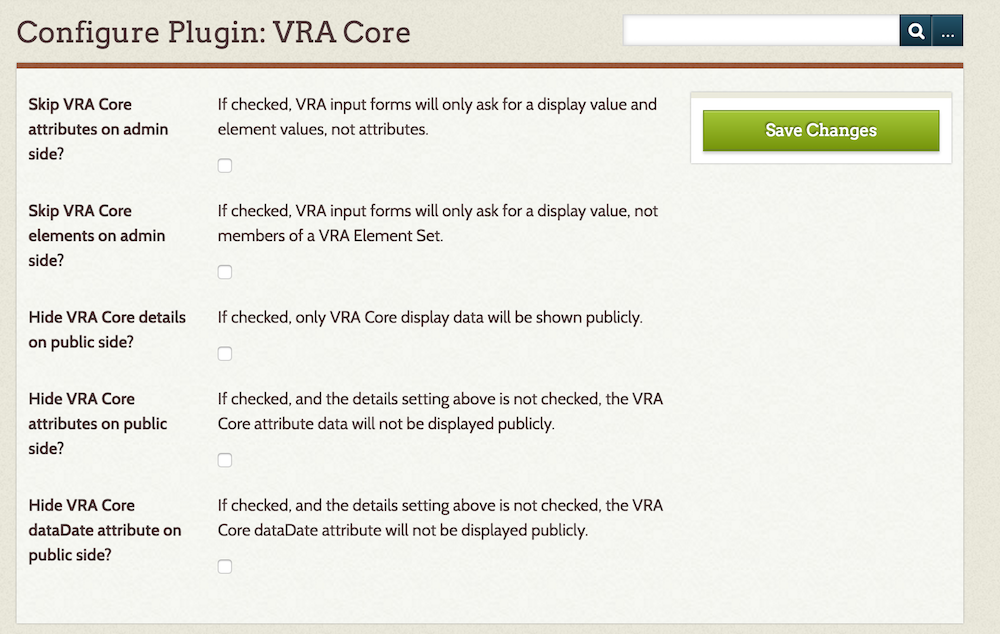 Configure Plugin: VRA Core
...
Save Changes
Skip VRA Core
attributes on admin
side?
If checked, VRA input forms will only ask for a display value and
element values, not attributes.
Skip VRA Core
elements on admin
side?
If checked, VRA input forms will only ask for a display value, not
members of a VRA Element Set.
Hide VRA Core details
on public side?
If checked, only VRA Core display data will be shown publicly.
Hide VRA Core
attributes on public
side?
If checked, and the details setting above is not checked, the VRA
Core attribute data will not be displayed publicly.
Hide VRA Core
dataDate attribute on
public side?
If checked, and the details setting above is not checked, the VRA
Core dataDate attribute will not be displayed publicly.